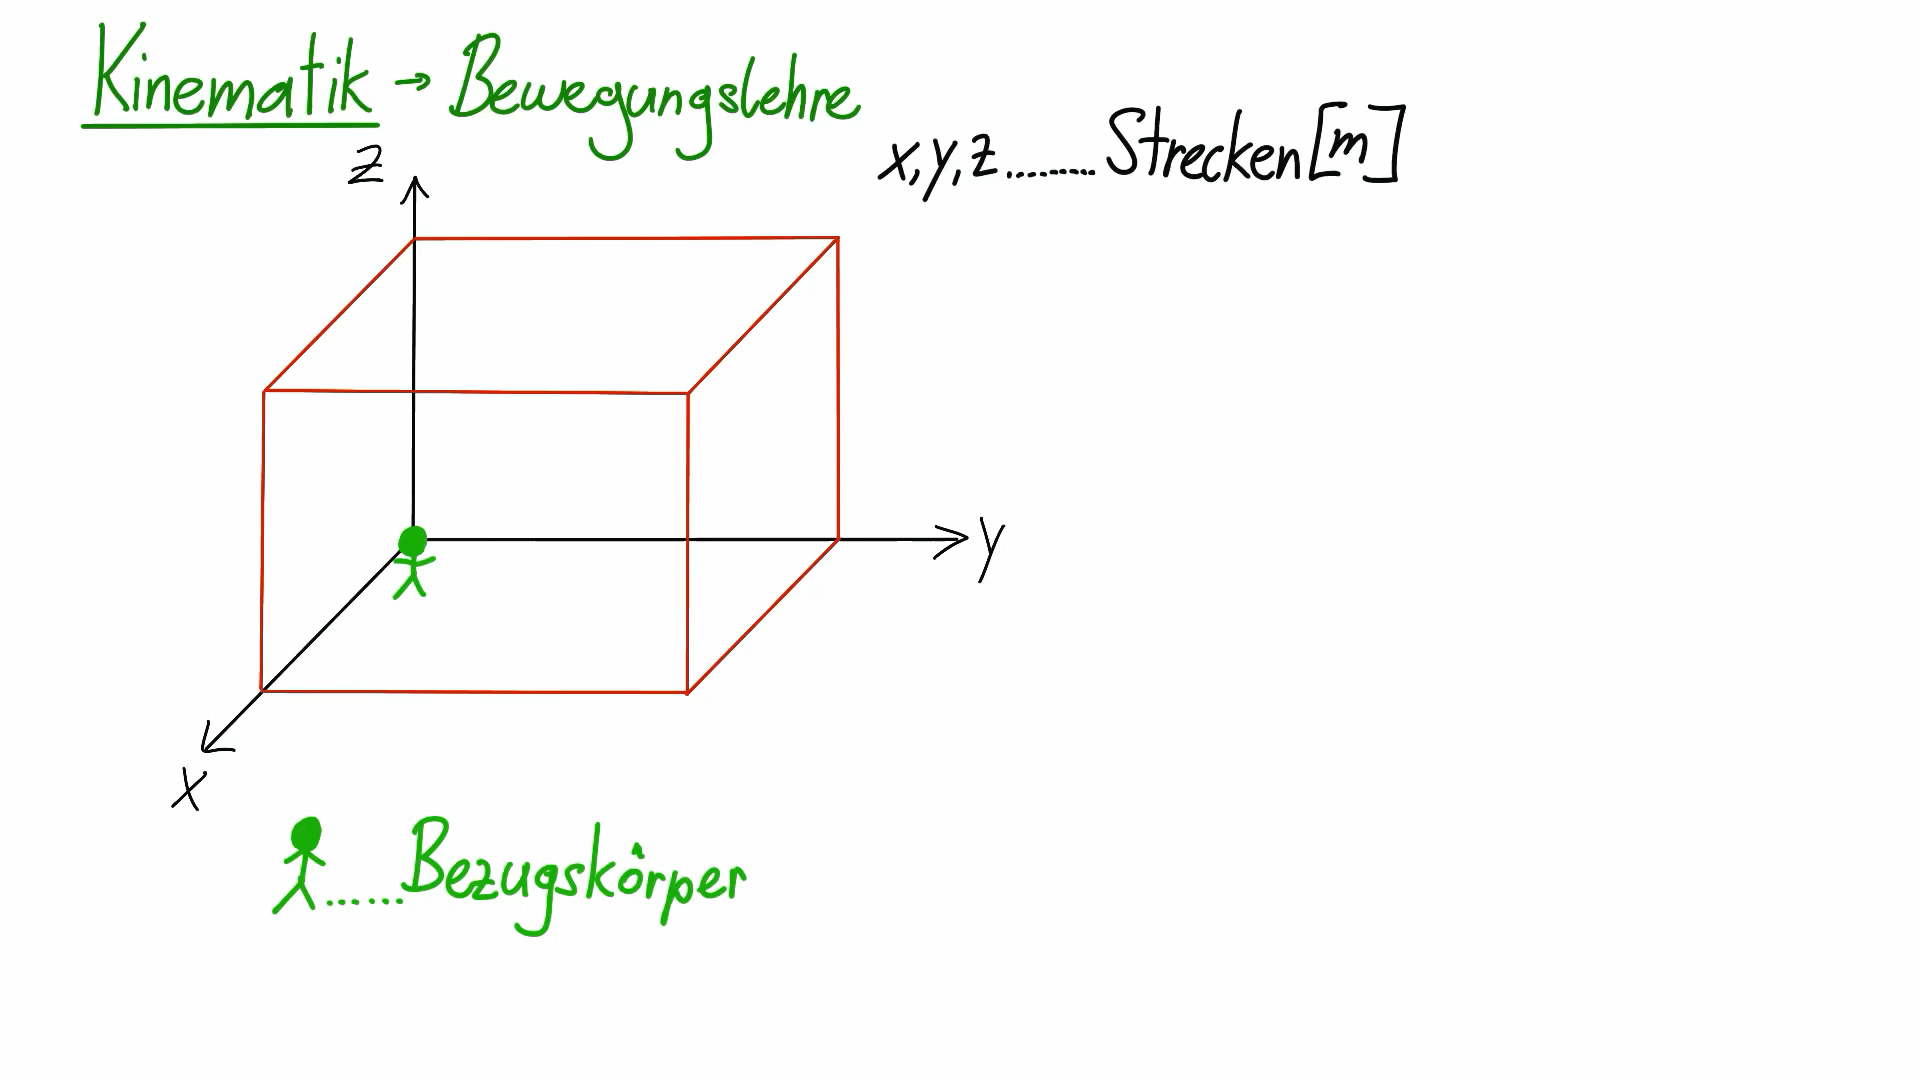 Kinematik → Bewegungslehre
x,y,z........Strecken[m]
z
y
x
......Bezugskörper